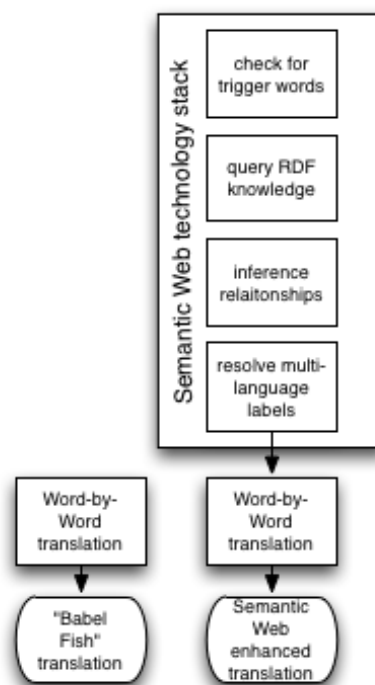 Semantic Web technology stack
check for
trigger words
query RDF
knowledge
inference
relaitonships
resolve multi-
language
labels
Word-by-
Word
translation
Word-by-
Word
translation
"Babel
Fish"
translation
Semantic
Web
enhanced
translation